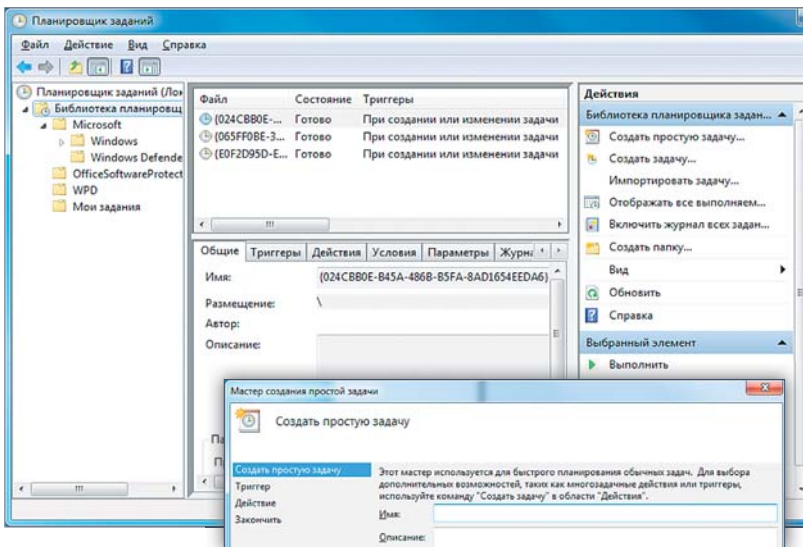 Планировщик заданий
Файл Действие Вид Справка
Планировщик заданий (Лок
Библиотека планировщ
Microsoft
Windows
Windows Defende
OfficeSoftwareProtect
WPD
Мои задания
Файл Состояние Триггеры
{024CBB0E-... Готово При создании или изменении задачи
{065FF0BE-3... Готово При создании или изменении задачи
{E0F2D95D-E... Готово При создании или изменении задачи
Общие Триггеры Действия Условия Параметры Журна
Имя: {024CBB0E-B45A-486B-B5FA-8AD1654EEDA6}
Размещение: \
Автор:
Описание:
Действия
Библиотека планировщика задан...
Создать простую задачу...
Создать задачу...
Импортировать задачу...
Отображать все выполняем...
Включить журнал всех задан...
Создать папку...
Вид
Обновить
Справка
Выбранный элемент
Выполнить
Мастер создания простой задачи
Создать простую задачу
Создать простую задачу
Триггер
Действие
Закончить
Этот мастер используется для быстрого планирования обычных задач. Для выбора
дополнительных возможностей, таких как многозадачные действия или триггеры,
используйте команду "Создать задачу" в области "Действия".
Имя:
Описание: